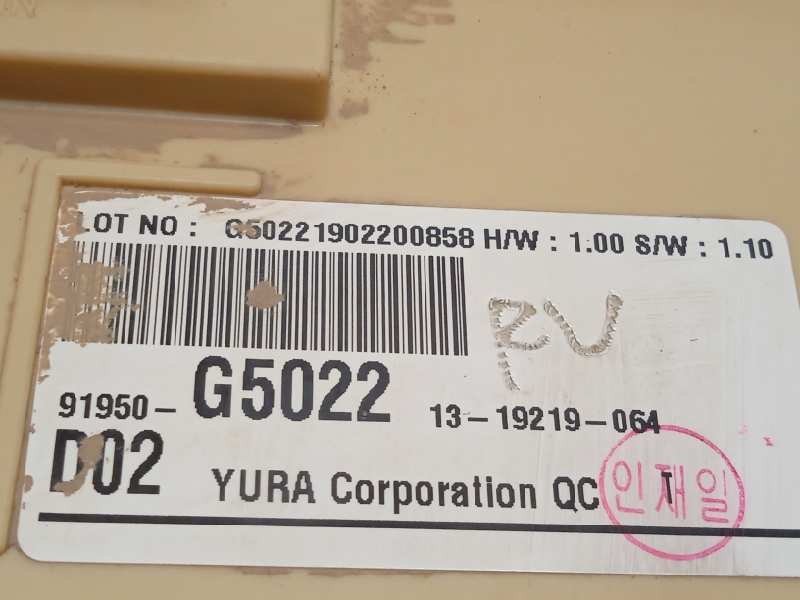 LOT NO : G50221902200858 H/W : 1.00 S/W : 1.10
91950- G5022 13-19219-064
D02 YURA Corporation QC T
인재일